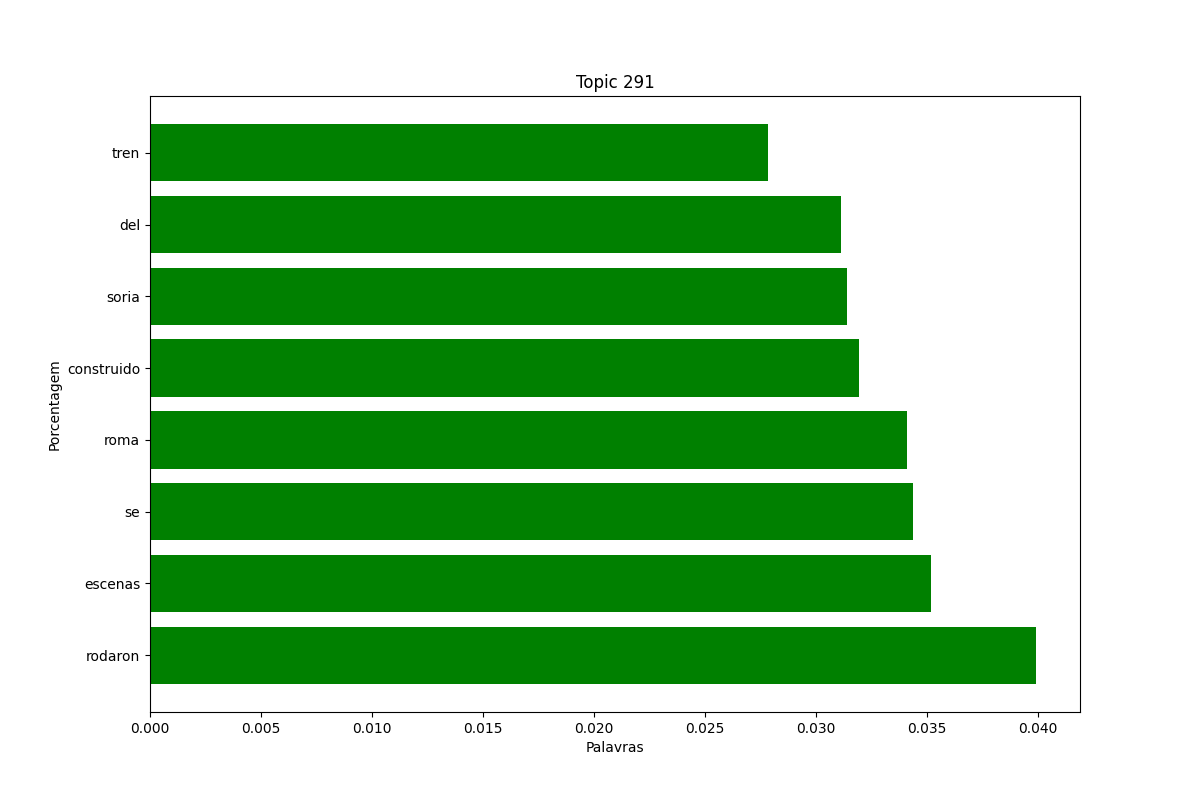 Topic 291
tren
del
soria
construido
roma
se
escenas
rodaron
Porcentagem
0.000 0.005 0.010 0.015 0.020 0.025 0.030 0.035 0.040
Palavras